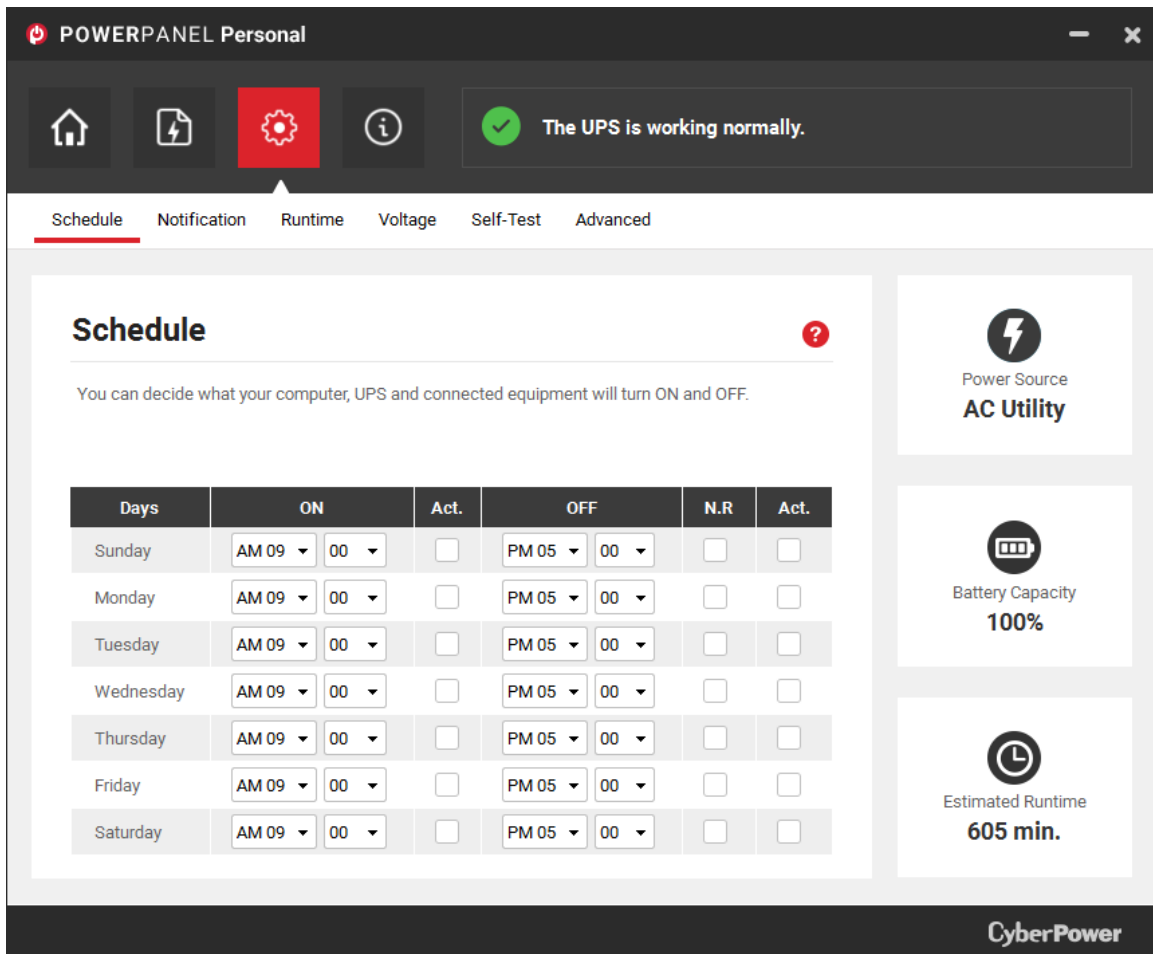 POWERPANEL Personal
The UPS is working normally.
Schedule Notification Runtime Voltage Self-Test Advanced
Schedule
?
You can decide what your computer, UPS and connected equipment will turn ON and OFF.
Days ON Act. OFF N.R Act.
Sunday AM 09 00 PM 05 00
Monday AM 09 00 PM 05 00
Tuesday AM 09 00 PM 05 00
Wednesday AM 09 00 PM 05 00
Thursday AM 09 00 PM 05 00
Friday AM 09 00 PM 05 00
Saturday AM 09 00 PM 05 00
Power Source
AC Utility
Battery Capacity
100%
Estimated Runtime
605 min.
CyberPower